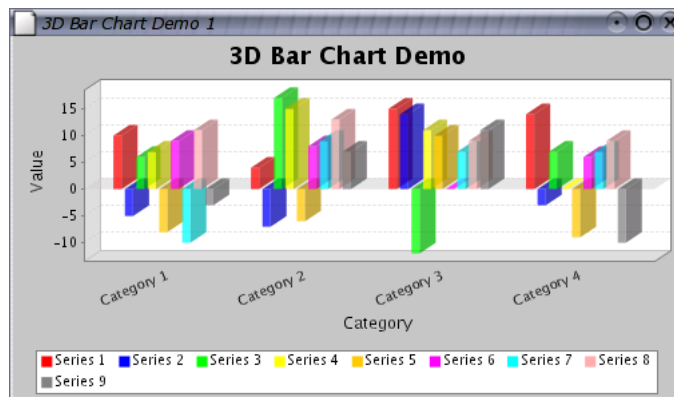 3D Bar Chart Demo 1
3D Bar Chart Demo
Value
15
10
5
0
-5
-10
Category 1
Category 2
Category 3
Category 4
Category
Series 1 Series 2 Series 3 Series 4 Series 5 Series 6 Series 7 Series 8
Series 9